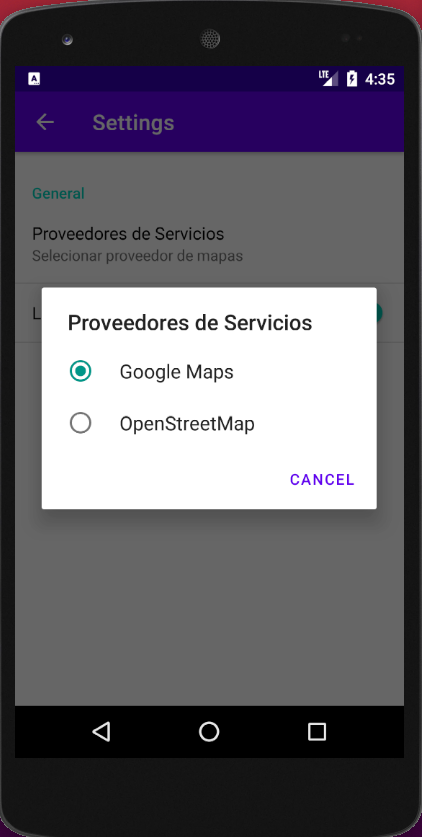 LTE 4:35
Settings
General
Proveedores de Servicios
Selecionar proveedor de mapas
L
Proveedores de Servicios
Google Maps
OpenStreetMap
CANCEL